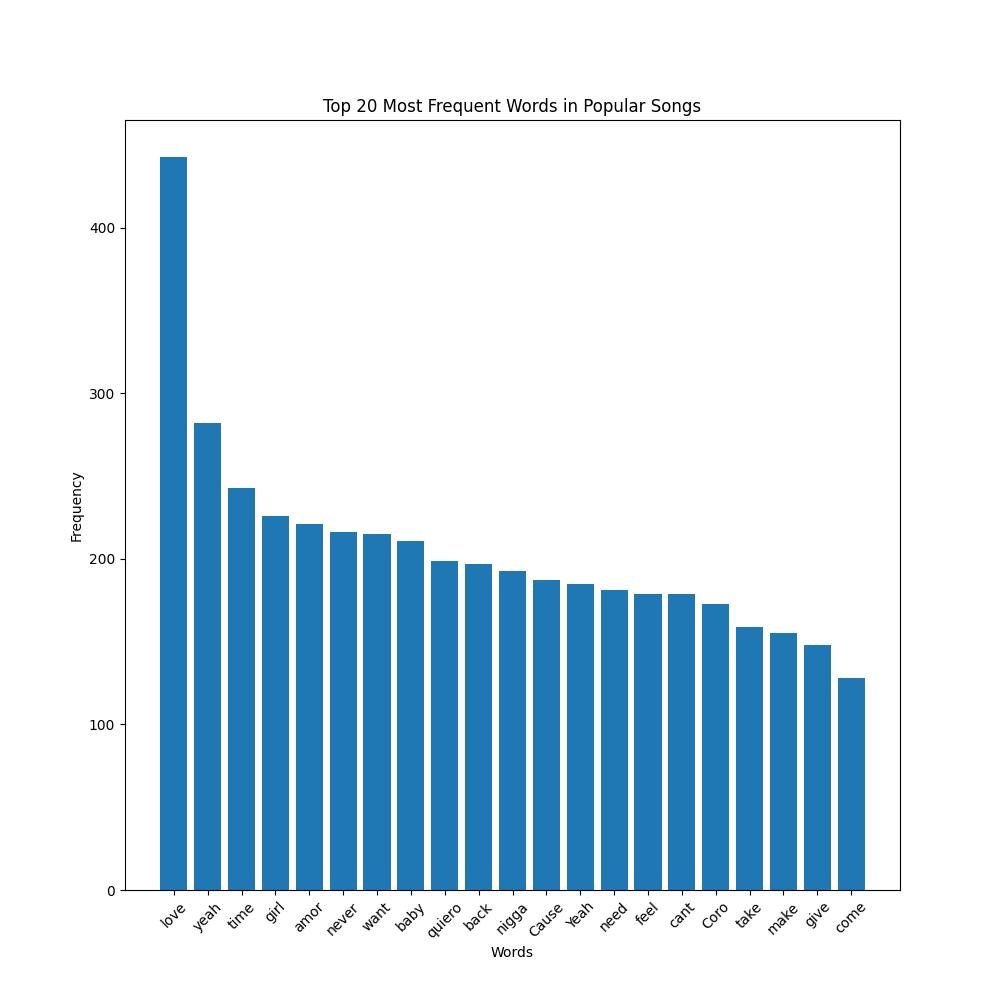 Top 20 Most Frequent Words in Popular Songs
Frequency
400
300
200
100
0
love yeah time girl amor never want baby quiero back nigga Cause Yeah need feel cant Coro take make give come
Words